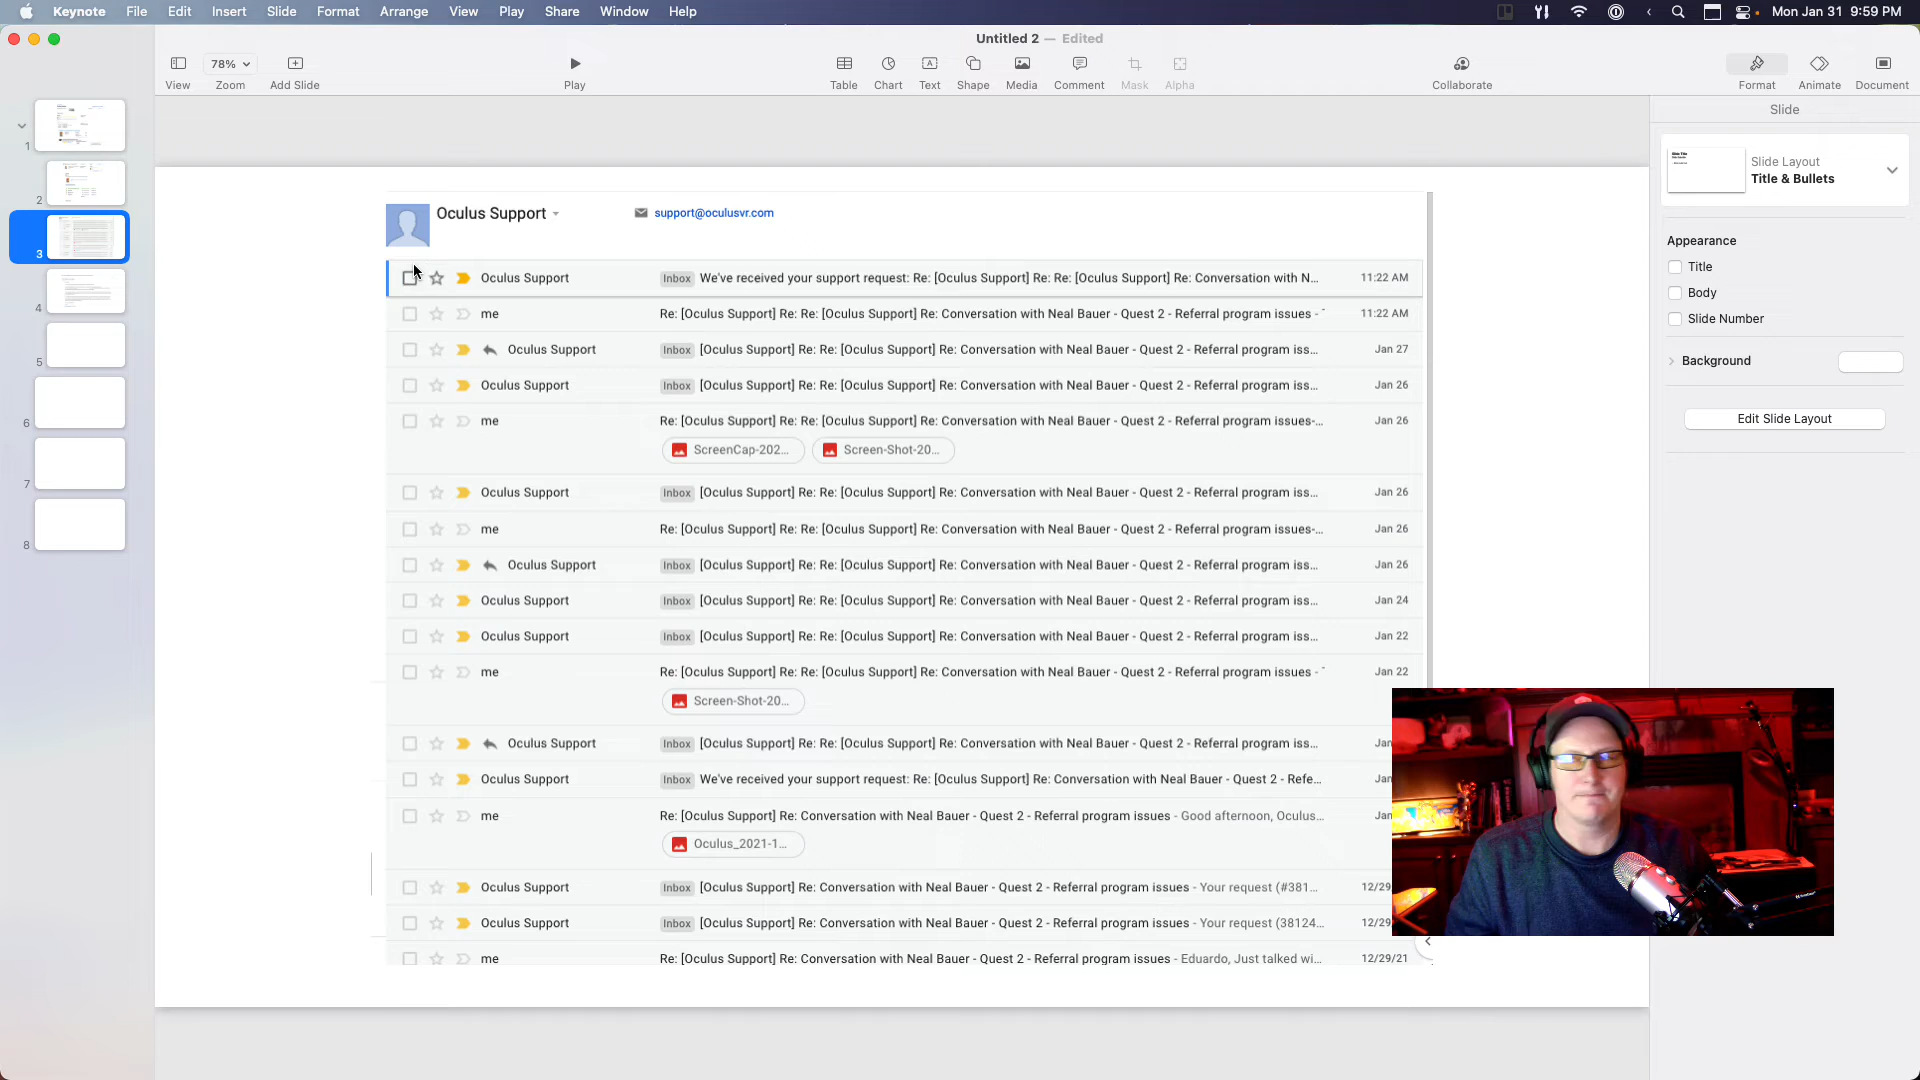 Keynote File Edit Insert Slide Format Arrange View Play Share Window Help Mon Jan 31 9:59 PM
Untitled 2 — Edited
78%
View Zoom Add Slide Play Table Chart Text Shape Media Comment Mask Alpha Collaborate Format Animate Document
Slide
Slide Layout
Title & Bullets
Appearance
Title
Body
Slide Number
Background
Edit Slide Layout
1
2
3
4
5
6
7
8
Oculus Support support@oculusvr.com
Oculus Support Inbox We've received your support request: Re: [Oculus Support] Re: Re: [Oculus Support] Re: Conversation with N... 11:22 AM
me Re: [Oculus Support] Re: Re: [Oculus Support] Re: Conversation with Neal Bauer - Quest 2 - Referral program issues - 11:22 AM
Oculus Support Inbox [Oculus Support] Re: Re: [Oculus Support] Re: Conversation with Neal Bauer - Quest 2 - Referral program iss... Jan 27
Oculus Support Inbox [Oculus Support] Re: Re: [Oculus Support] Re: Conversation with Neal Bauer - Quest 2 - Referral program iss... Jan 26
me Re: [Oculus Support] Re: Re: [Oculus Support] Re: Conversation with Neal Bauer - Quest 2 - Referral program issues-... Jan 26
ScreenCap-202... Screen-Shot-20...
Oculus Support Inbox [Oculus Support] Re: Re: [Oculus Support] Re: Conversation with Neal Bauer - Quest 2 - Referral program iss... Jan 26
me Re: [Oculus Support] Re: Re: [Oculus Support] Re: Conversation with Neal Bauer - Quest 2 - Referral program issues-... Jan 26
Oculus Support Inbox [Oculus Support] Re: Re: [Oculus Support] Re: Conversation with Neal Bauer - Quest 2 - Referral program iss... Jan 26
Oculus Support Inbox [Oculus Support] Re: Re: [Oculus Support] Re: Conversation with Neal Bauer - Quest 2 - Referral program iss... Jan 24
Oculus Support Inbox [Oculus Support] Re: Re: [Oculus Support] Re: Conversation with Neal Bauer - Quest 2 - Referral program iss... Jan 22
me Re: [Oculus Support] Re: Re: [Oculus Support] Re: Conversation with Neal Bauer - Quest 2 - Referral program issues - Jan 22
Screen-Shot-20...
Oculus Support Inbox [Oculus Support] Re: Re: [Oculus Support] Re: Conversation with Neal Bauer - Quest 2 - Referral program iss... Jan
Oculus Support Inbox We've received your support request: Re: [Oculus Support] Re: Conversation with Neal Bauer - Quest 2 - Refe... Jan
me Re: [Oculus Support] Re: Conversation with Neal Bauer - Quest 2 - Referral program issues - Good afternoon, Oculus... Jan
Oculus_2021-1...
Oculus Support Inbox [Oculus Support] Re: Conversation with Neal Bauer - Quest 2 - Referral program issues - Your request (#381... 12/29
Oculus Support Inbox [Oculus Support] Re: Conversation with Neal Bauer - Quest 2 - Referral program issues - Your request (38124... 12/29
me Re: [Oculus Support] Re: Conversation with Neal Bauer - Quest 2 - Referral program issues - Eduardo, Just talked wi... 12/29/21